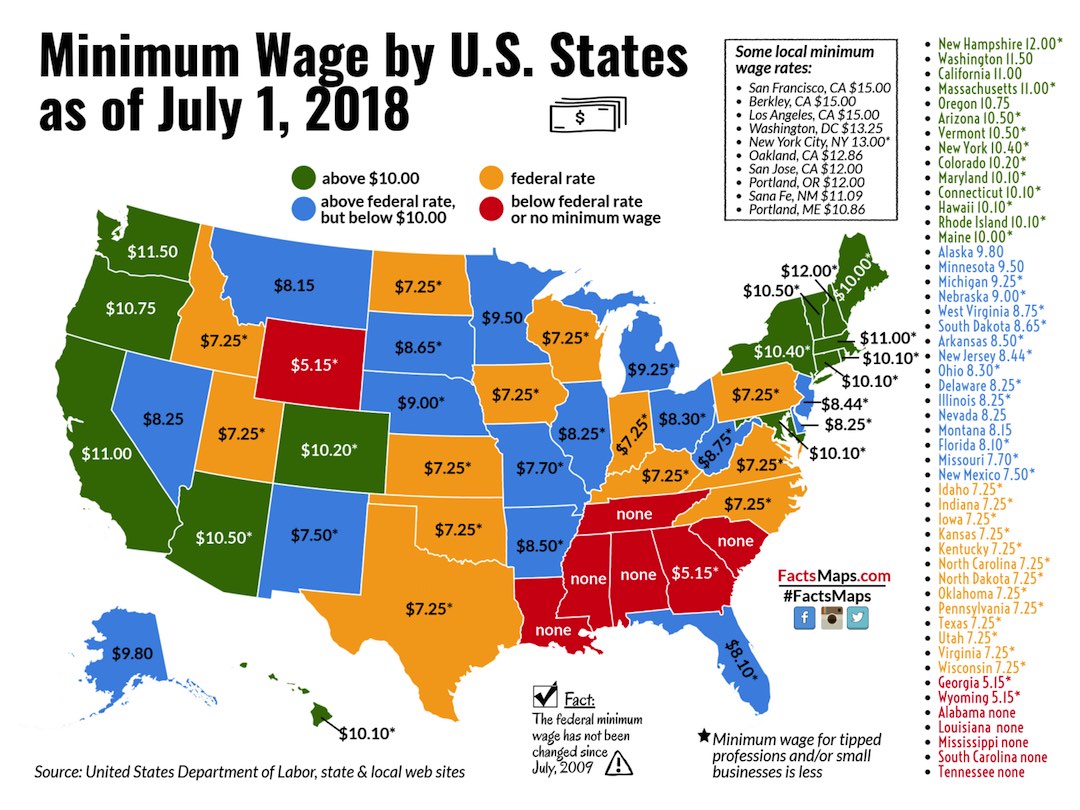 Minimum Wage by U.S. States
as of July 1, 2018
$
above $10.00
above federal rate,
but below $10.00
federal rate
below federal rate
or no minimum wage
Some local minimum
wage rates:
• San Francisco, CA $15.00
• Berkley, CA $15.00
• Los Angeles, CA $15.00
• Washington, DC $13.25
• New York City, NY 13.00*
• Oakland, CA $12.86
• San Jose, CA $12.00
• Portland, OR $12.00
• Sana Fe, NM $11.09
• Portland, ME $10.86
• New Hampshire 12.00*
• Washington 11.50
• California 11.00
• Massachusetts 11.00*
• Oregon 10.75
• Arizona 10.50*
• Vermont 10.50*
• New York 10.40*
• Colorado 10.20*
• Maryland 10.10*
• Connecticut 10.10*
• Hawaii 10.10*
• Rhode Island 10.10*
• Maine 10.00*
• Alaska 9.80
• Minnesota 9.50
• Michigan 9.25*
• Nebraska 9.00*
• West Virginia 8.75*
• South Dakota 8.65*
• Arkansas 8.50*
• New Jersey 8.44*
• Ohio 8.30*
• Delaware 8.25*
• Illinois 8.25*
• Nevada 8.25
• Montana 8.15
• Florida 8.10*
• Missouri 7.70*
• New Mexico 7.50*
• Idaho 7.25*
• Indiana 7.25*
• Iowa 7.25*
• Kansas 7.25*
• Kentucky 7.25*
• North Carolina 7.25*
• North Dakota 7.25*
• Oklahoma 7.25*
• Pennsylvania 7.25*
• Texas 7.25*
• Utah 7.25*
• Virginia 7.25*
• Wisconsin 7.25*
• Georgia 5.15*
• Wyoming 5.15*
• Alabama none
• Louisiana none
• Mississippi none
• South Carolina none
• Tennessee none
$11.50
$10.75
$11.00
$8.25
$7.25*
$8.15
$5.15*
$7.25*
$10.20*
$10.50*
$7.50*
$7.25*
$8.65*
$9.00*
$7.25*
$7.25*
$7.25*
$9.50
$7.25*
$7.70*
$8.50*
none
$7.25*
$8.25*
$9.25*
$7.25*
$8.30*
$7.25*
none
none
none
$5.15*
none
$8.10*
$7.25*
$7.25*
$8.75*
$7.25*
$10.40*
$12.00*
$10.50*
$10.00*
$11.00*
$10.10*
$10.10*
$8.44*
$8.25*
$10.10*
$9.80
$10.10*
FactsMaps.com
#FactsMaps
f
Fact:
The federal minimum
wage has not been
changed since
July, 2009
!
★ Minimum wage for tipped
professions and/or small
businesses is less
Source: United States Department of Labor, state & local web sites